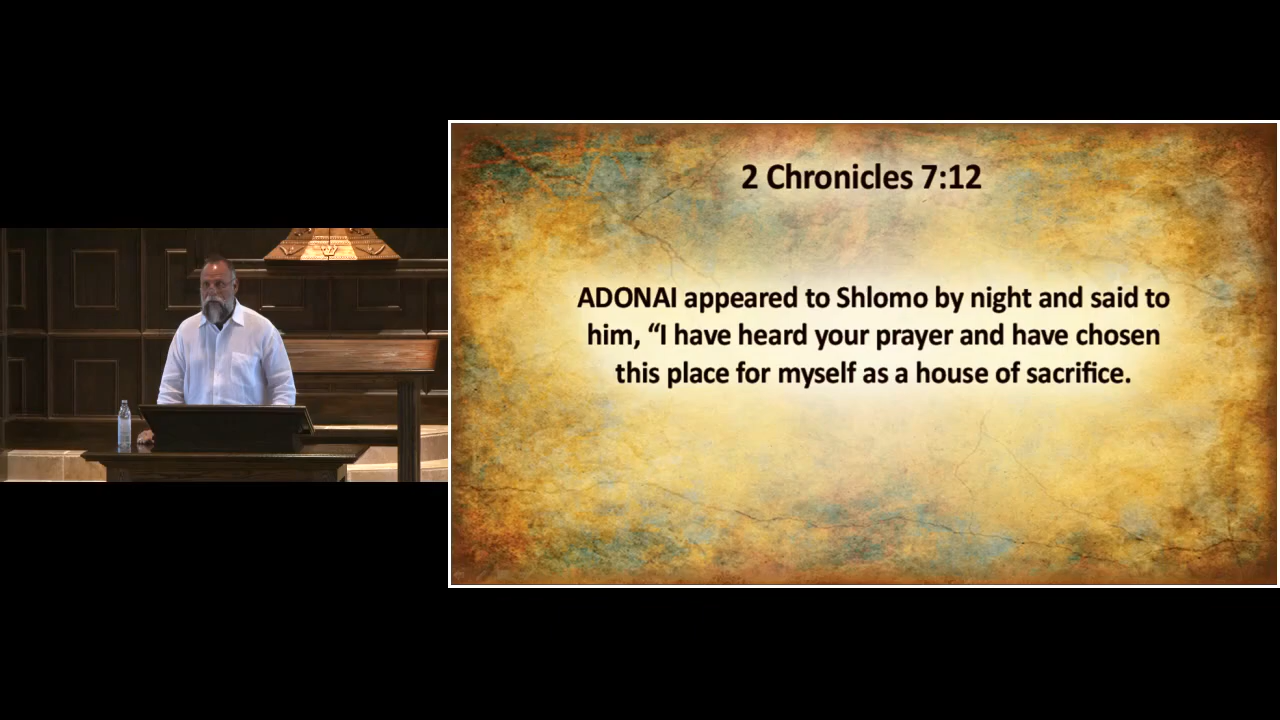 2 Chronicles 7:12
ADONAI appeared to Shlomo by night and said to
him, “I have heard your prayer and have chosen
this place for myself as a house of sacrifice.